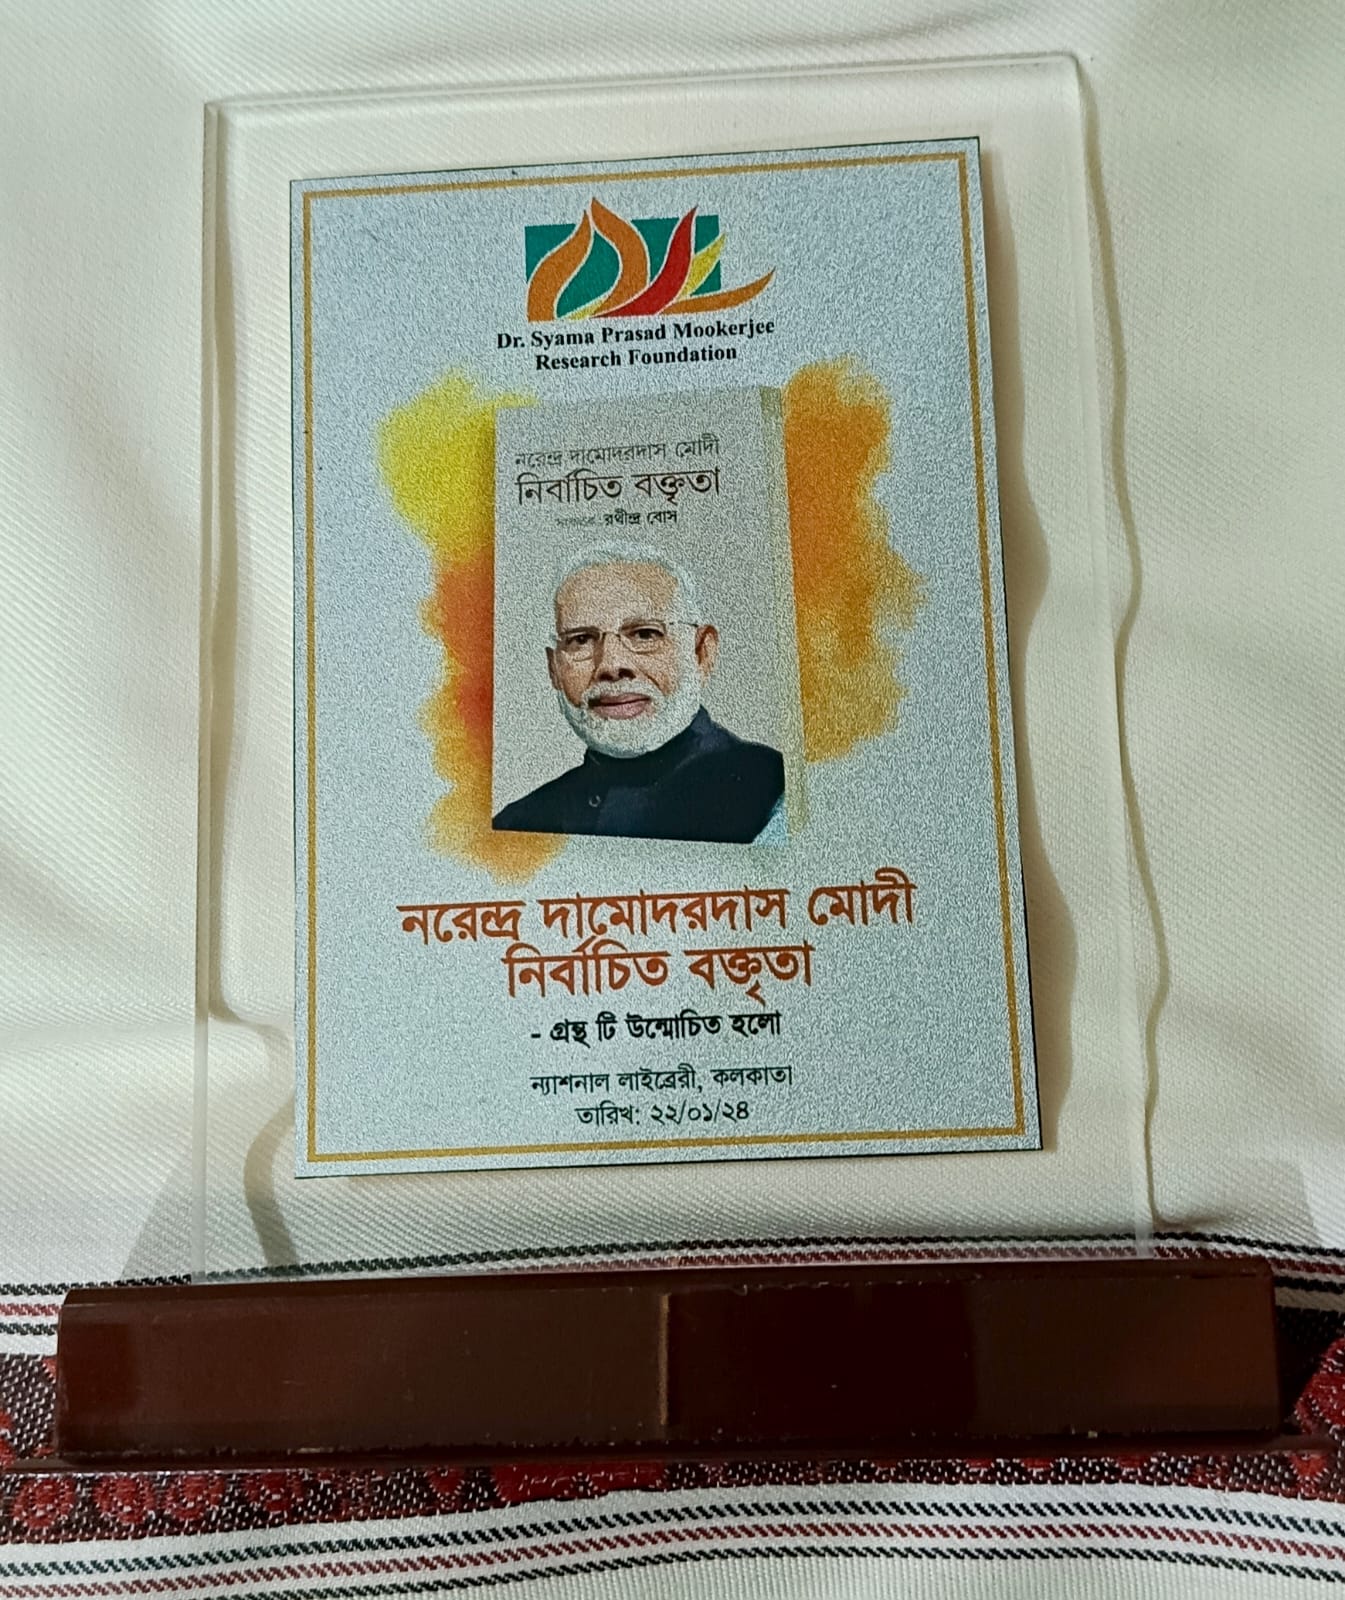 Dr. Syama Prasad Mookerjee
Research Foundation
নরেন্দ্র দামোদরদাস মোদী
নির্বাচিত বক্তৃতা
রথীন্দ্র বোস
নরেন্দ্র দামোদরদাস মোদী
নির্বাচিত বক্তৃতা
- গ্রন্থ টি উন্মোচিত হলো
ন্যাশনাল লাইব্রেরী, কলকাতা
তারিখ: ২২/০১/২৪